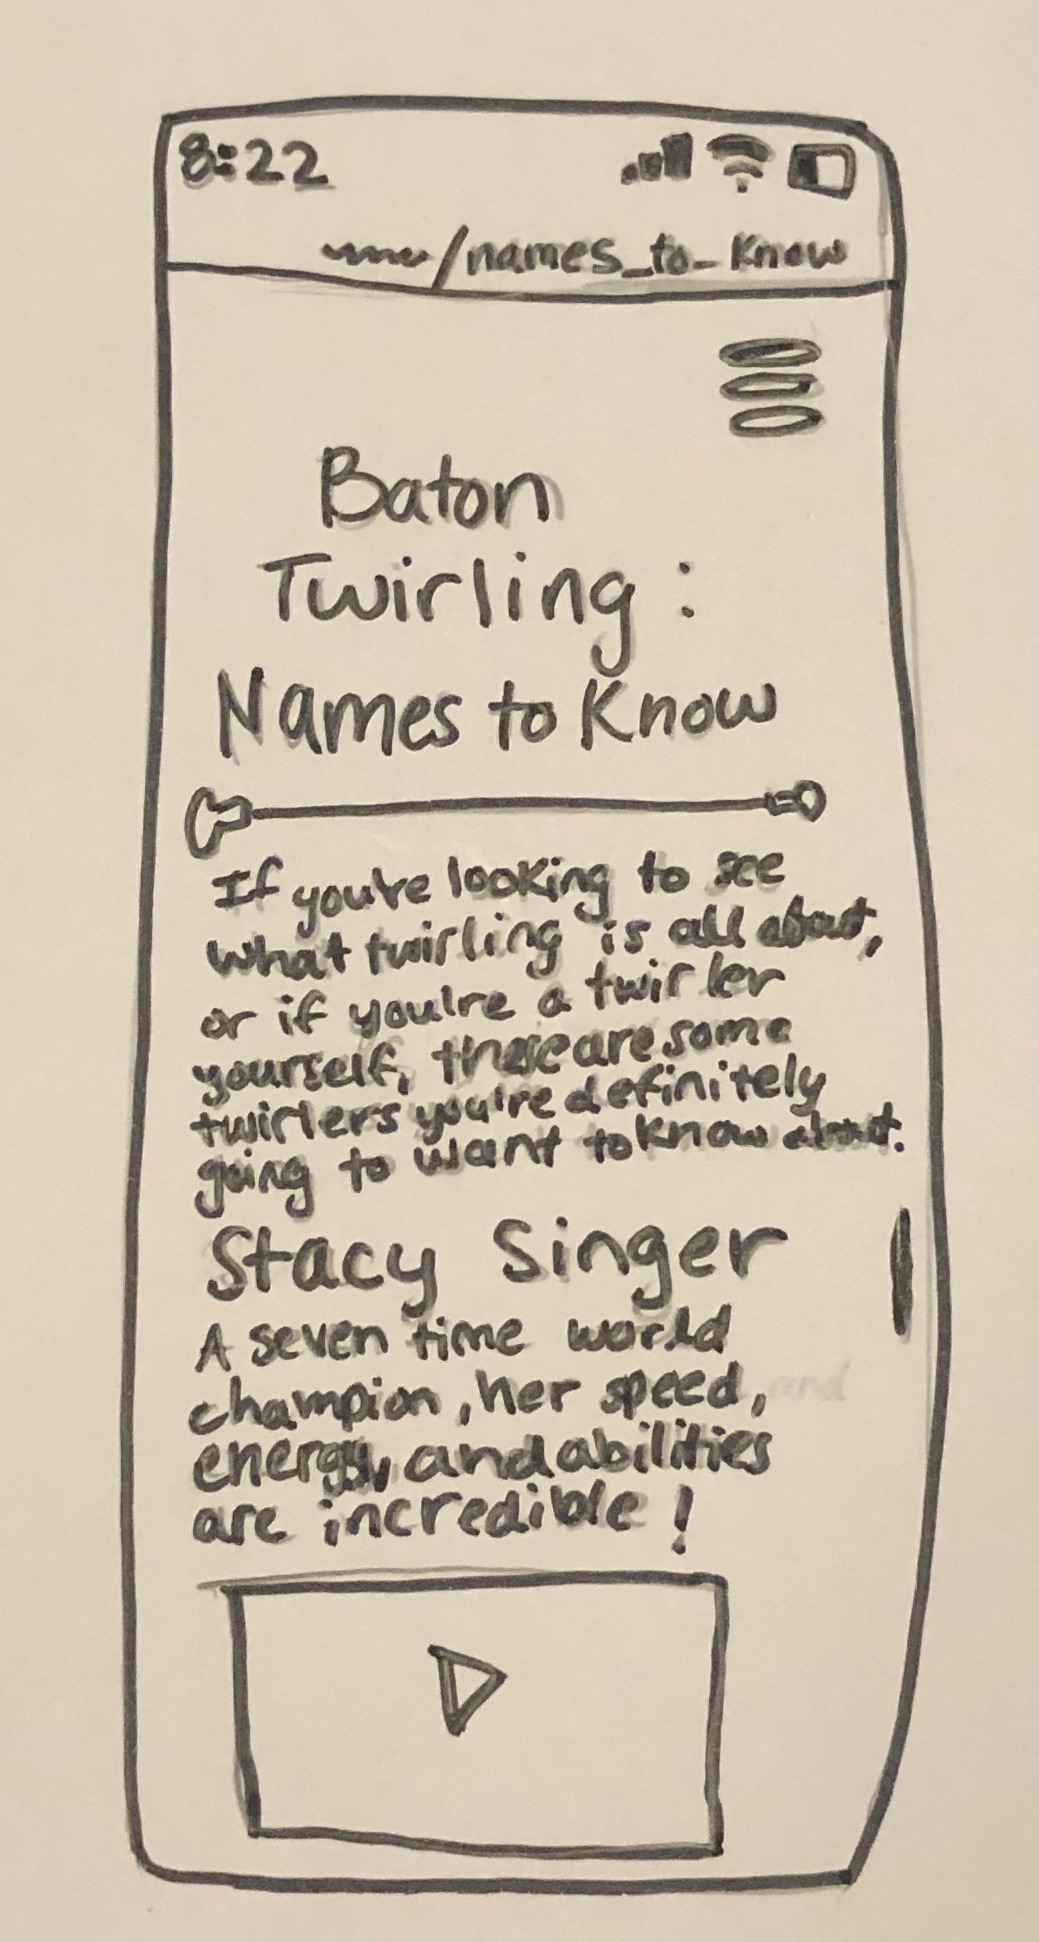 8:22
/names_to_know
Baton
Twirling:
Names to Know
If you're looking to see
what twirling is all about,
or if you're a twirler
yourself, these are some
twirlers you're definitely
going to want to know about.
Stacy Singer
A seven time world
champion, her speed, and
energy, and abilities
are incredible!